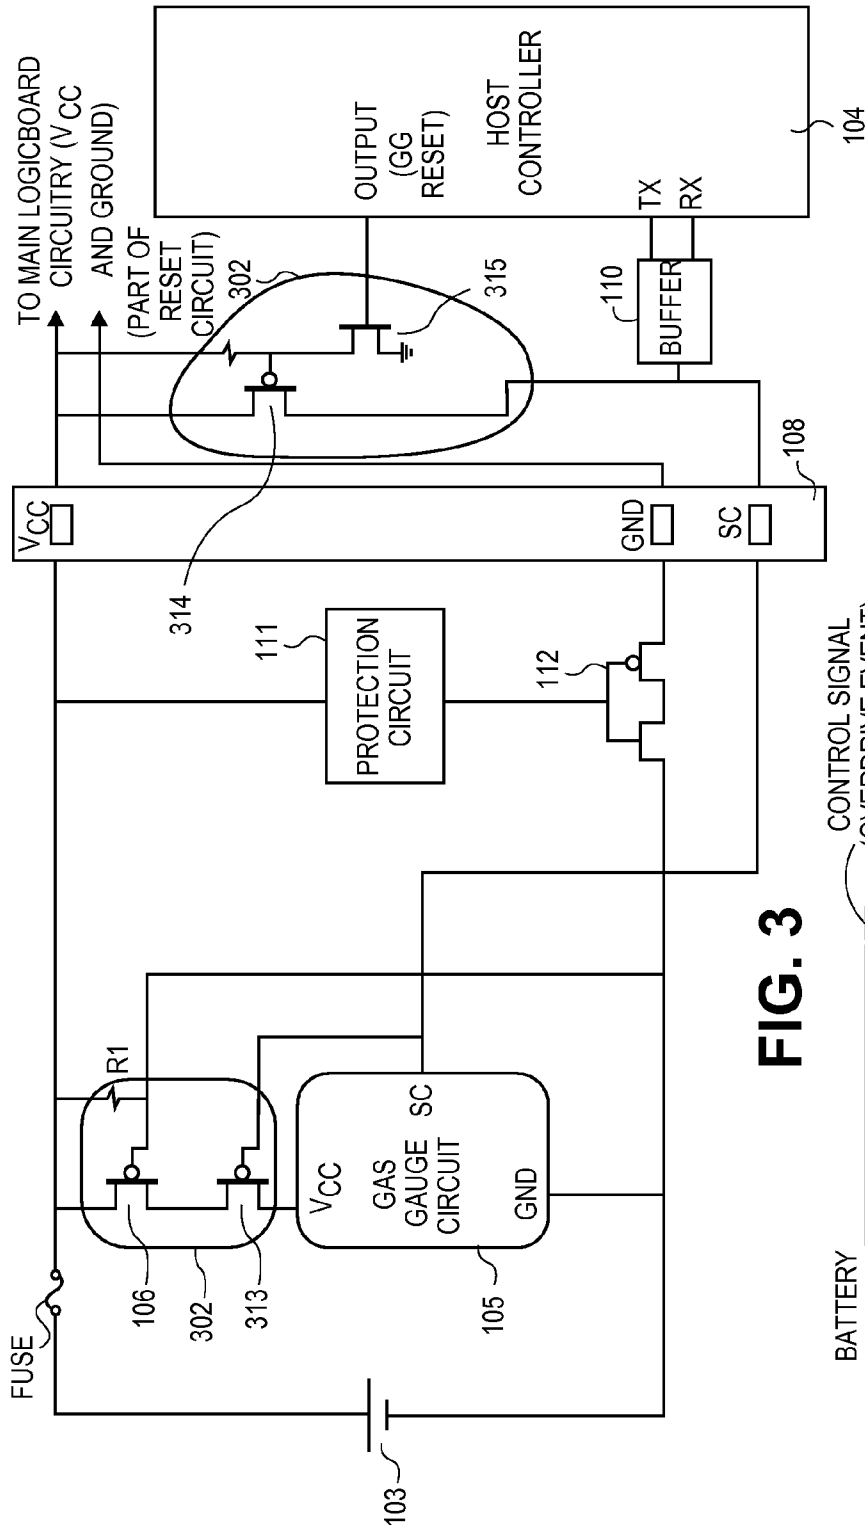 TO MAIN LOGICBOARD
CIRCUITRY (VCC
AND GROUND)
(PART OF
RESET
CIRCUIT)
302
OUTPUT
(GG
RESET)
HOST
CONTROLLER
TX
RX
104
315
110
BUFFER
314
VCC
GND
SC
108
111
PROTECTION
CIRCUIT
112
FUSE
R1
106
302
313
VCC
SC
GAS
GAUGE
CIRCUIT
GND
105
103
FIG. 3
BATTERY
CONTROL SIGNAL
(OVERDRIVE EVENT)